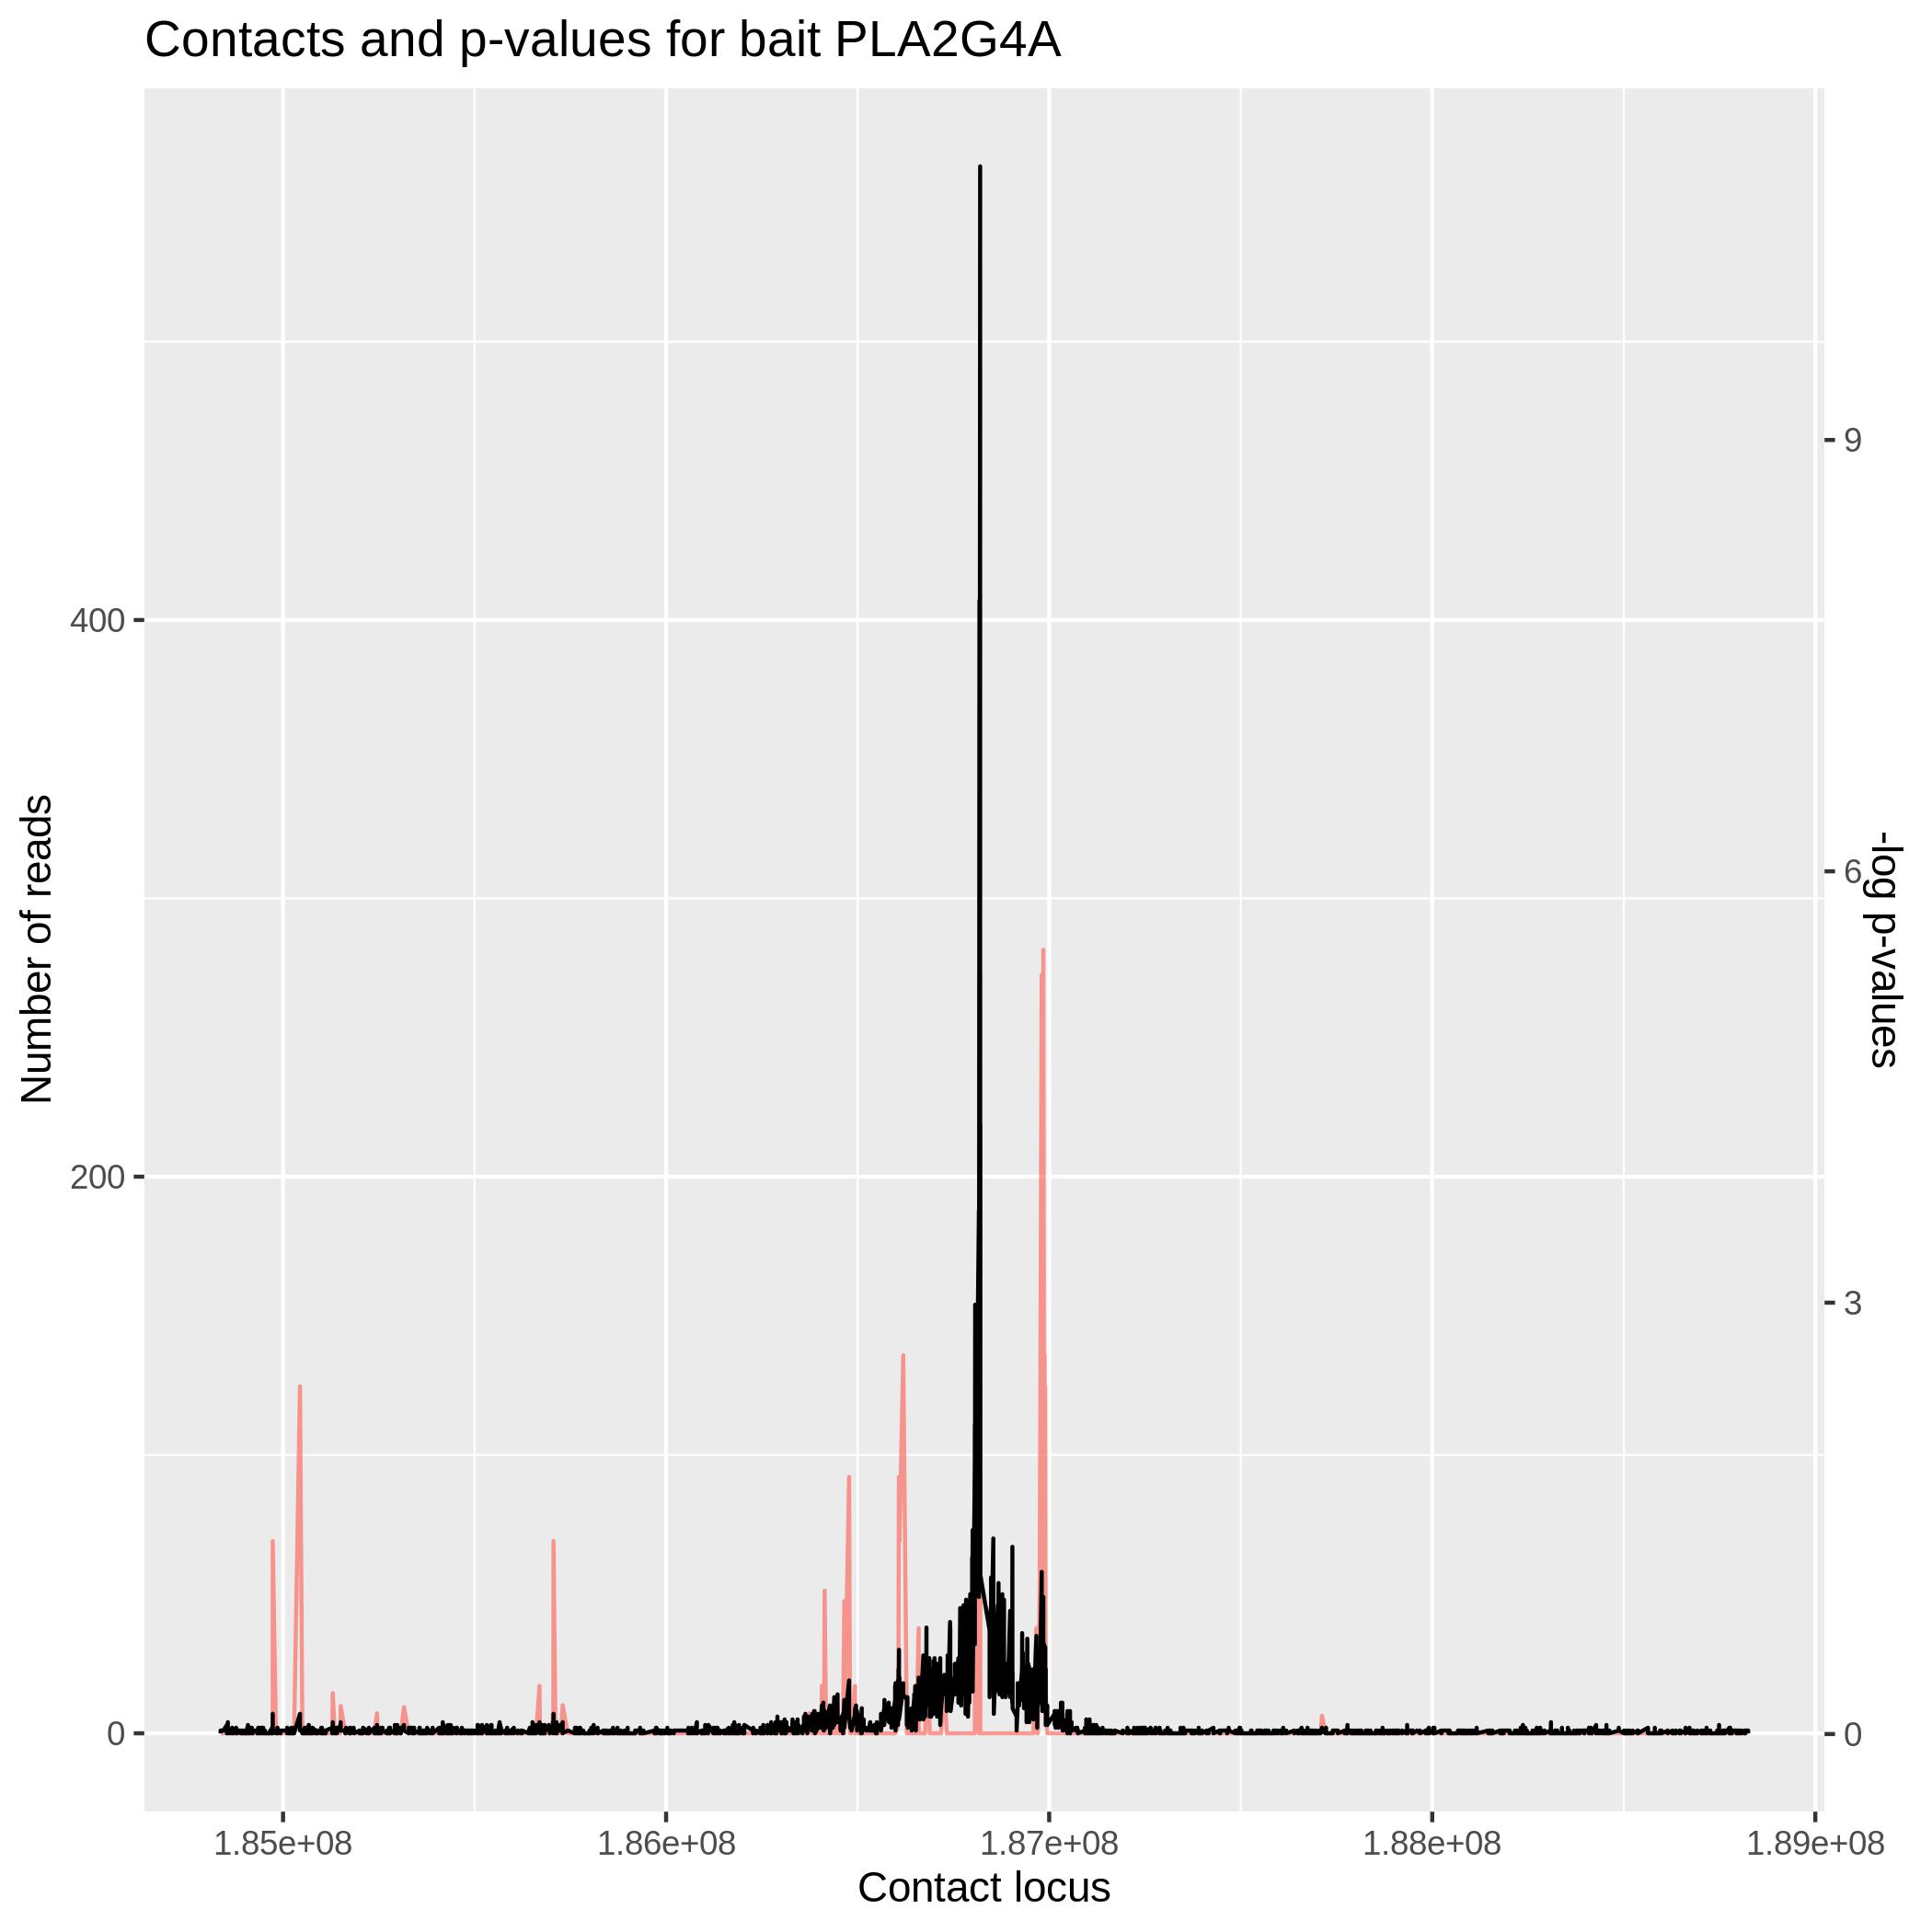 Contacts and p-values for bait PLA2G4A
Number of reads
400
200
0
9
6
3
0
-log p-values
1.85e+08 1.86e+08 1.87e+08 1.88e+08 1.89e+08
Contact locus